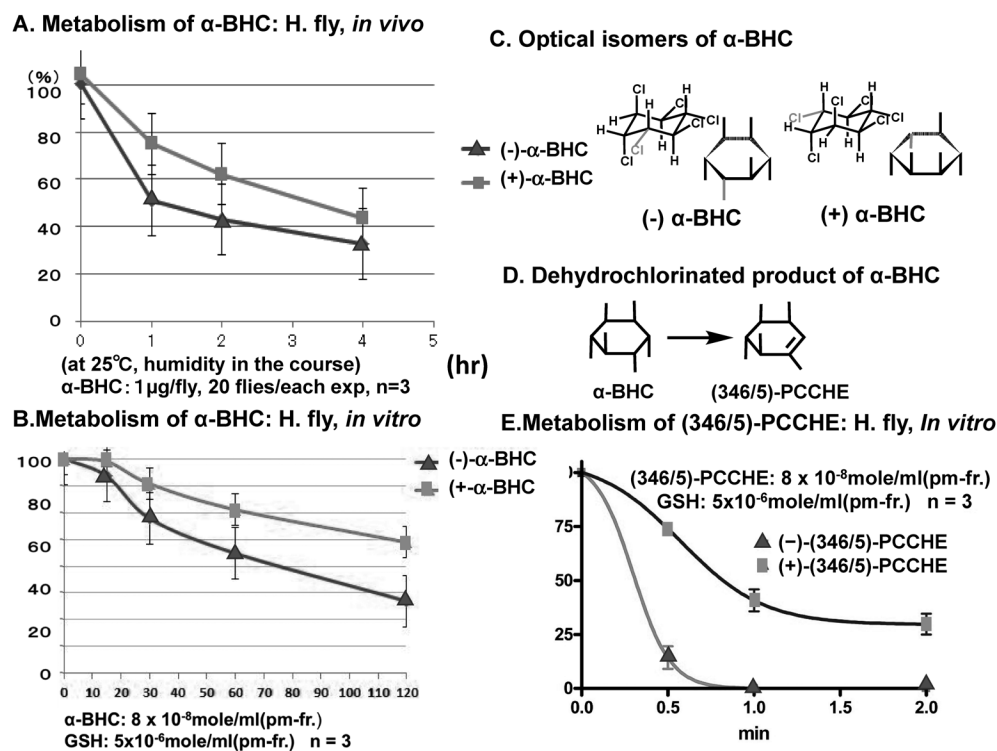 A. Metabolism of α-BHC: H. fly, in vivo
(%)
100
80
60
40
20
0
0 1 2 3 4 5
(hr)
(-)-α-BHC
(+)-α-BHC
(at 25℃, humidity in the course)
α-BHC: 1μg/fly, 20 flies/each exp, n=3
B.Metabolism of α-BHC: H. fly, in vitro
100
80
60
40
20
0
0 10 20 30 40 50 60 70 80 90 100 110 120
(-)-α-BHC
(+-α-BHC)
α-BHC: 8 x 10-8mole/ml(pm-fr.)
GSH: 5x10-6mole/ml(pm-fr.) n = 3
C. Optical isomers of α-BHC
Cl H Cl H Cl H Cl H Cl H Cl H
Cl H Cl H Cl H Cl H Cl H Cl H
(-) α-BHC
(+) α-BHC
D. Dehydrochlorinated product of α-BHC
α-BHC
(346/5)-PCCHE
E.Metabolism of (346/5)-PCCHE: H. fly, In vitro
(346/5)-PCCHE: 8 x 10-8mole/ml(pm-fr.)
GSH: 5x10-6mole/ml(pm-fr.) n = 3
(−)-(346/5)-PCCHE
(+)-(346/5)-PCCHE
75
50
25
0
0.0 0.5 1.0 1.5 2.0
min